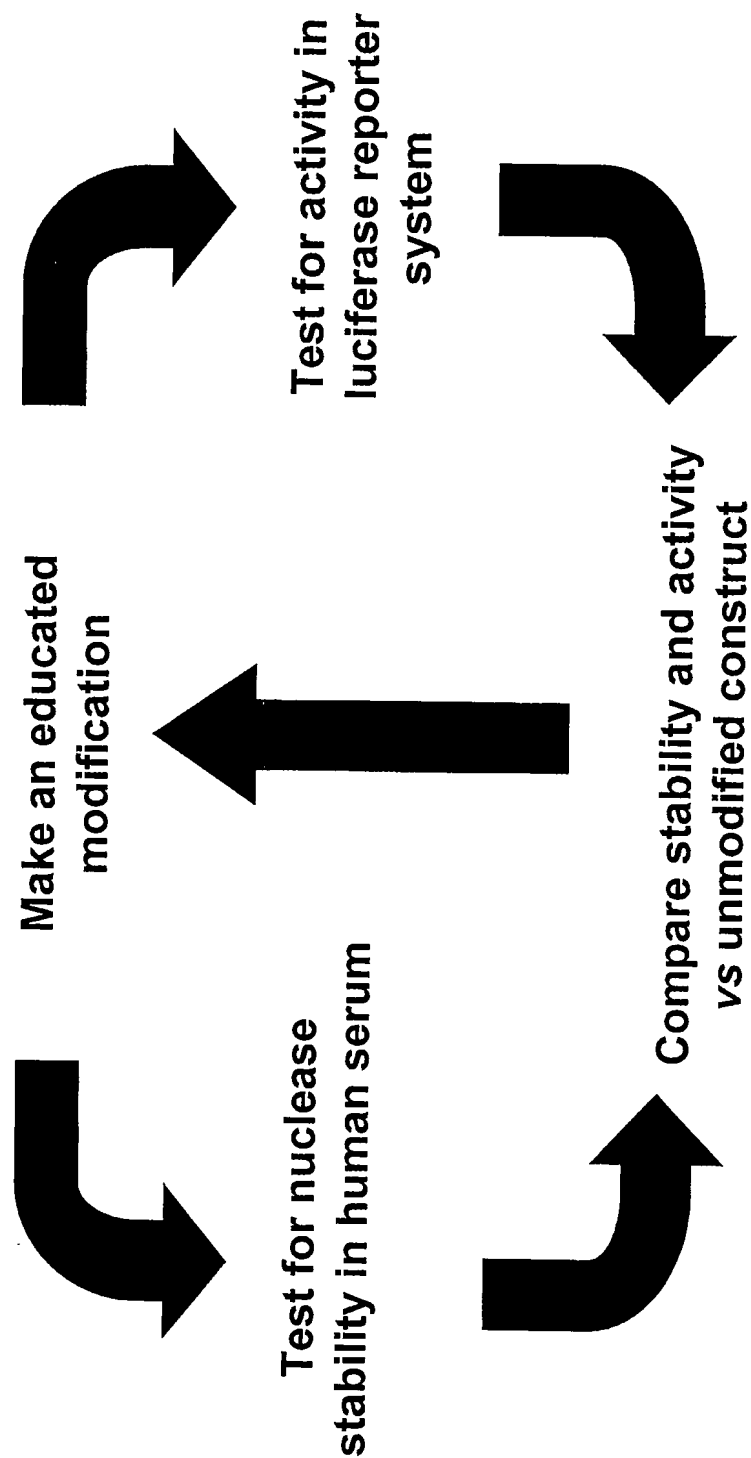 Make an educated
modification
Test for nuclease
stability in human serum
Test for activity in
luciferase reporter
system
Compare stability and activity
vs unmodified construct